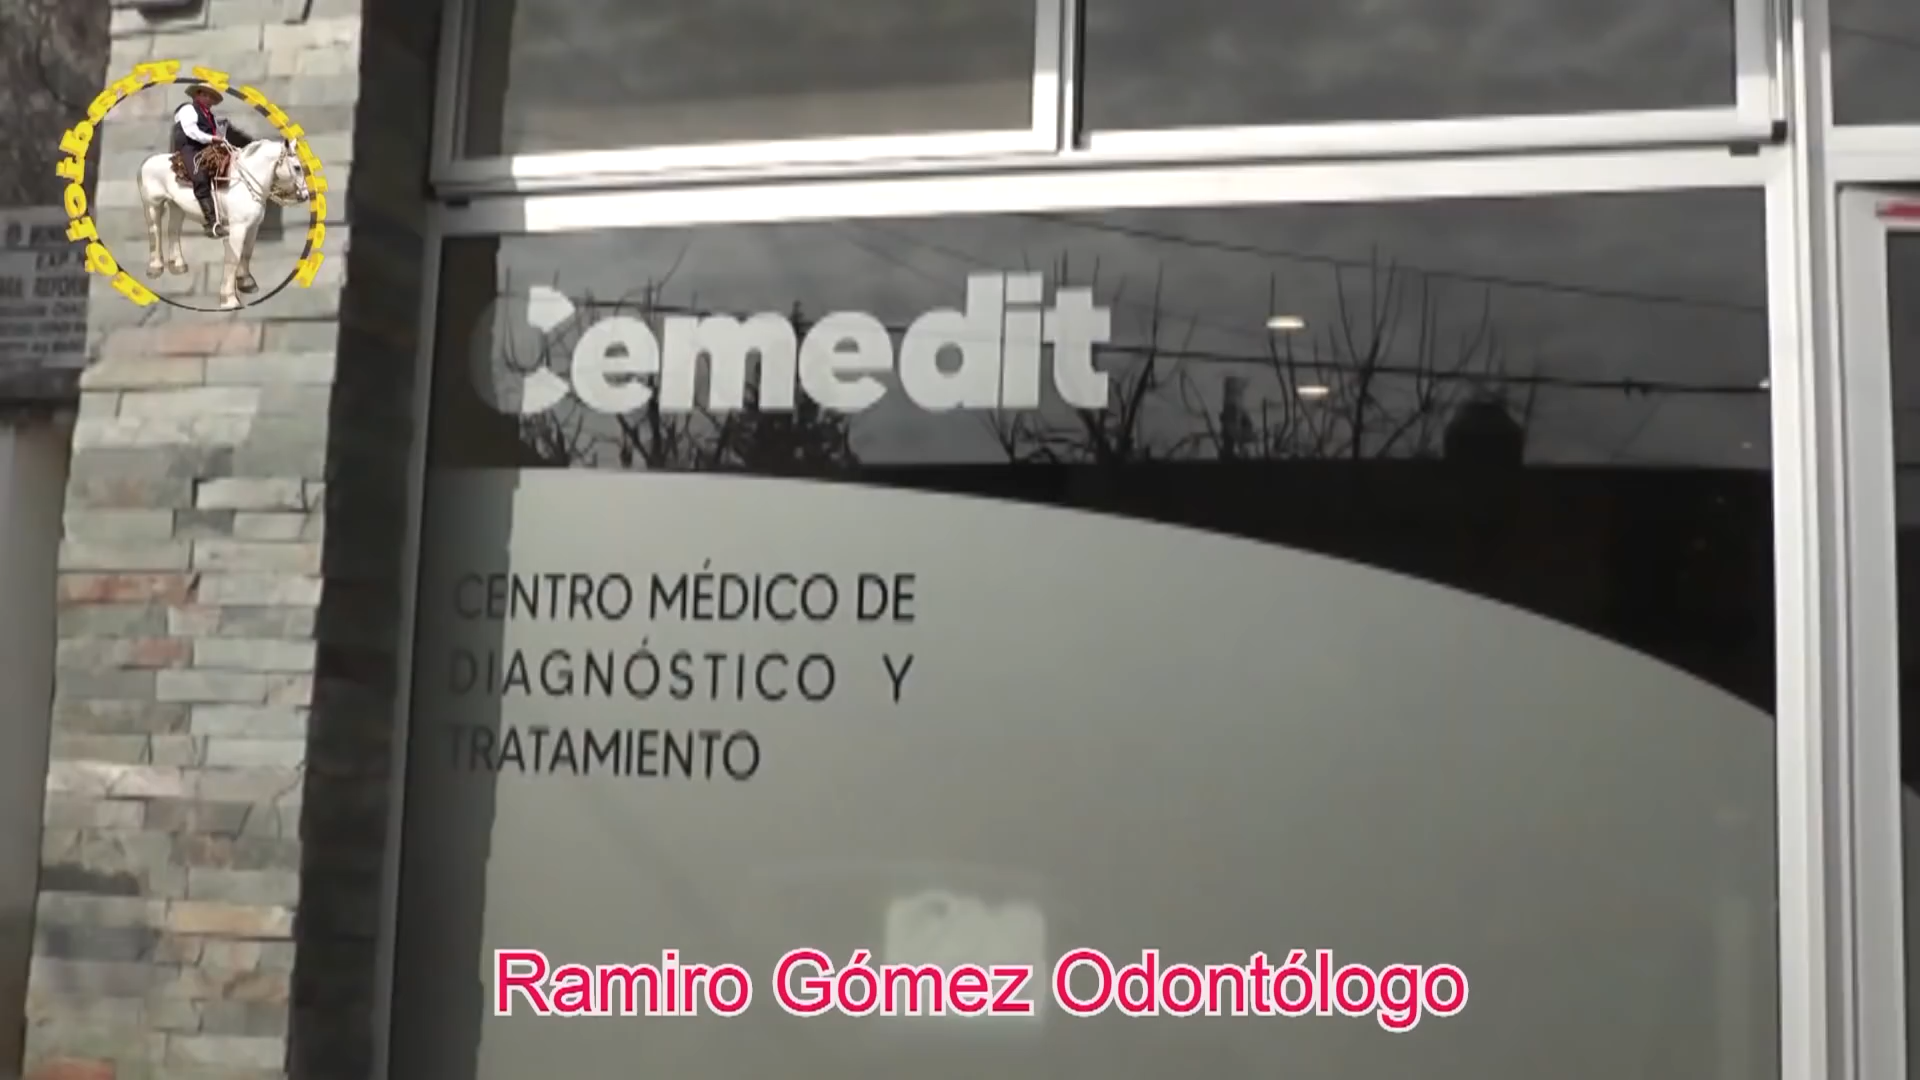 Cemedit
CENTRO MÉDICO DE
DIAGNÓSTICO Y
TRATAMIENTO
Ramiro Gómez Odontólogo